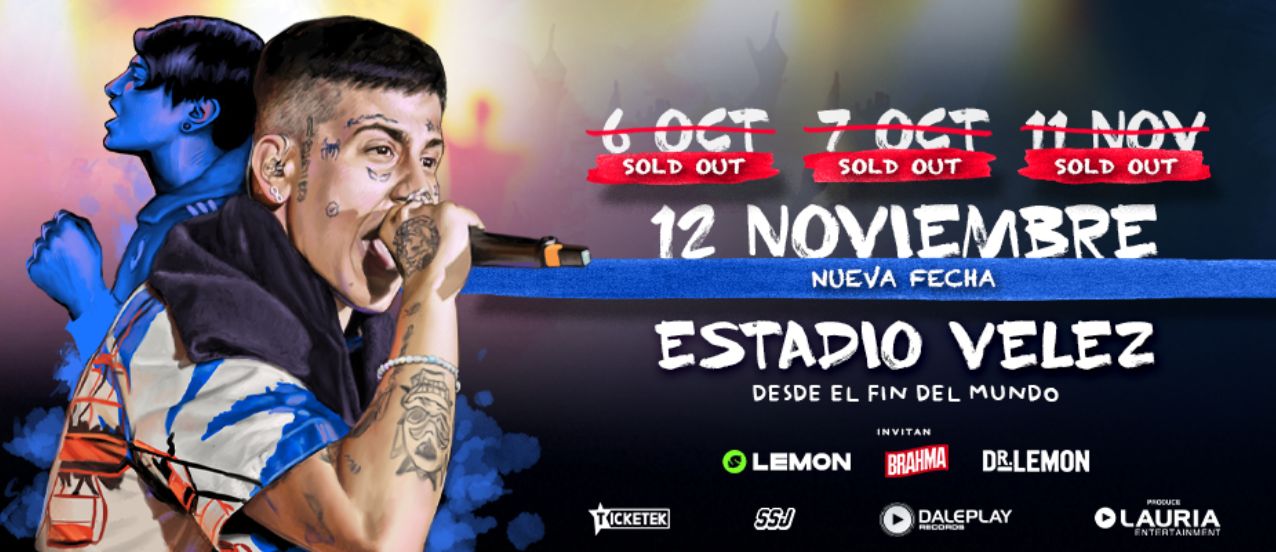 6 OCT 7 OCT 11 NOV
SOLD OUT SOLD OUT SOLD OUT
12 NOVIEMBRE
NUEVA FECHA
ESTADIO VELEZ
DESDE EL FIN DEL MUNDO
INVITAN
LEMON BRAHMA DR.LEMON
PRODUCE
TICKETEK SSJ DALEPLAY LAURIA
RECORDS ENTERTAINMENT